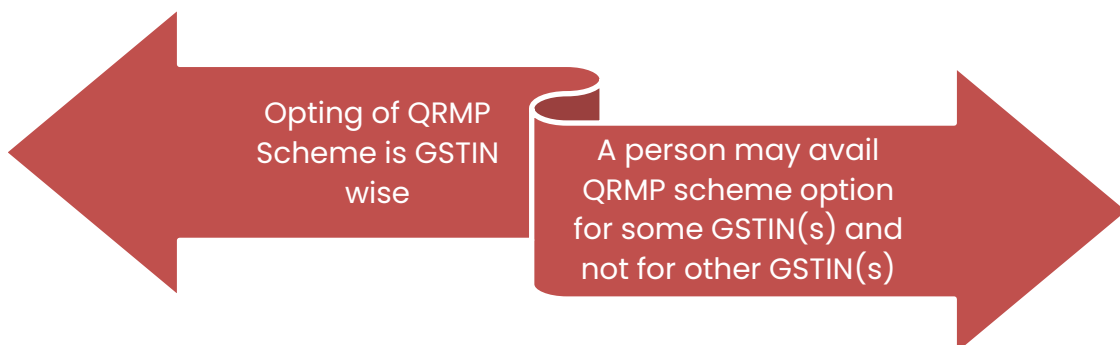 Opting of QRMP
Scheme is GSTIN
wise
A person may avail
QRMP scheme option
for some GSTIN(s) and
not for other GSTIN(s)